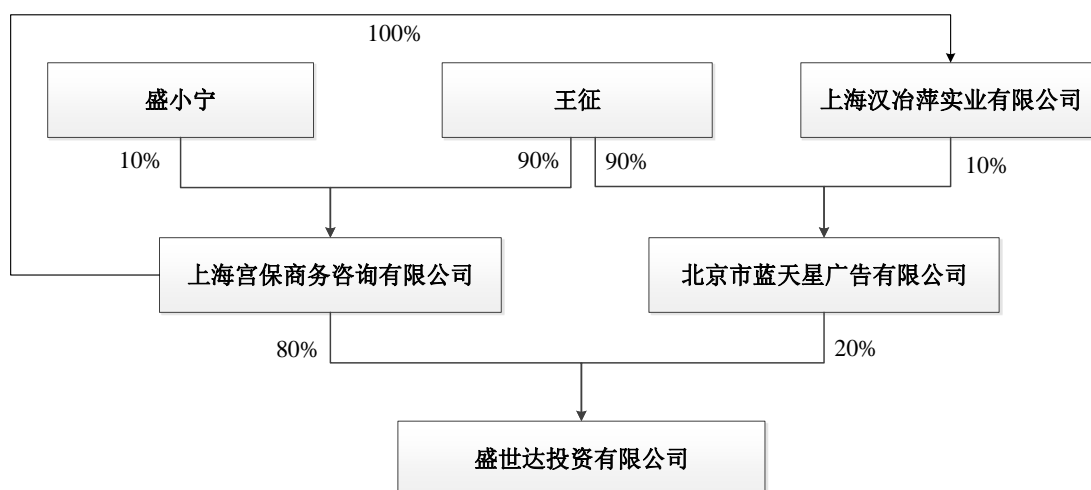 100%
盛小宁
王征
上海汉冶萍实业有限公司
10%
90%
90%
10%
上海宫保商务咨询有限公司
北京市蓝天星广告有限公司
80%
20%
盛世达投资有限公司